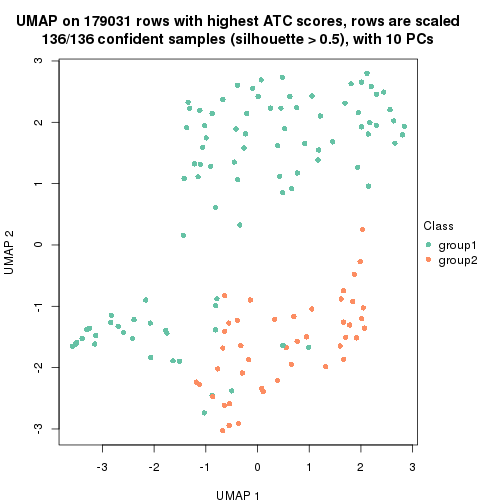 UMAP on 179031 rows with highest ATC scores, rows are scaled
136/136 confident samples (silhouette > 0.5), with 10 PCs
3
2
1
0
-1
-2
-3
UMAP 2
-3
-2
-1
0
1
2
3
UMAP 1
Class
group1
group2